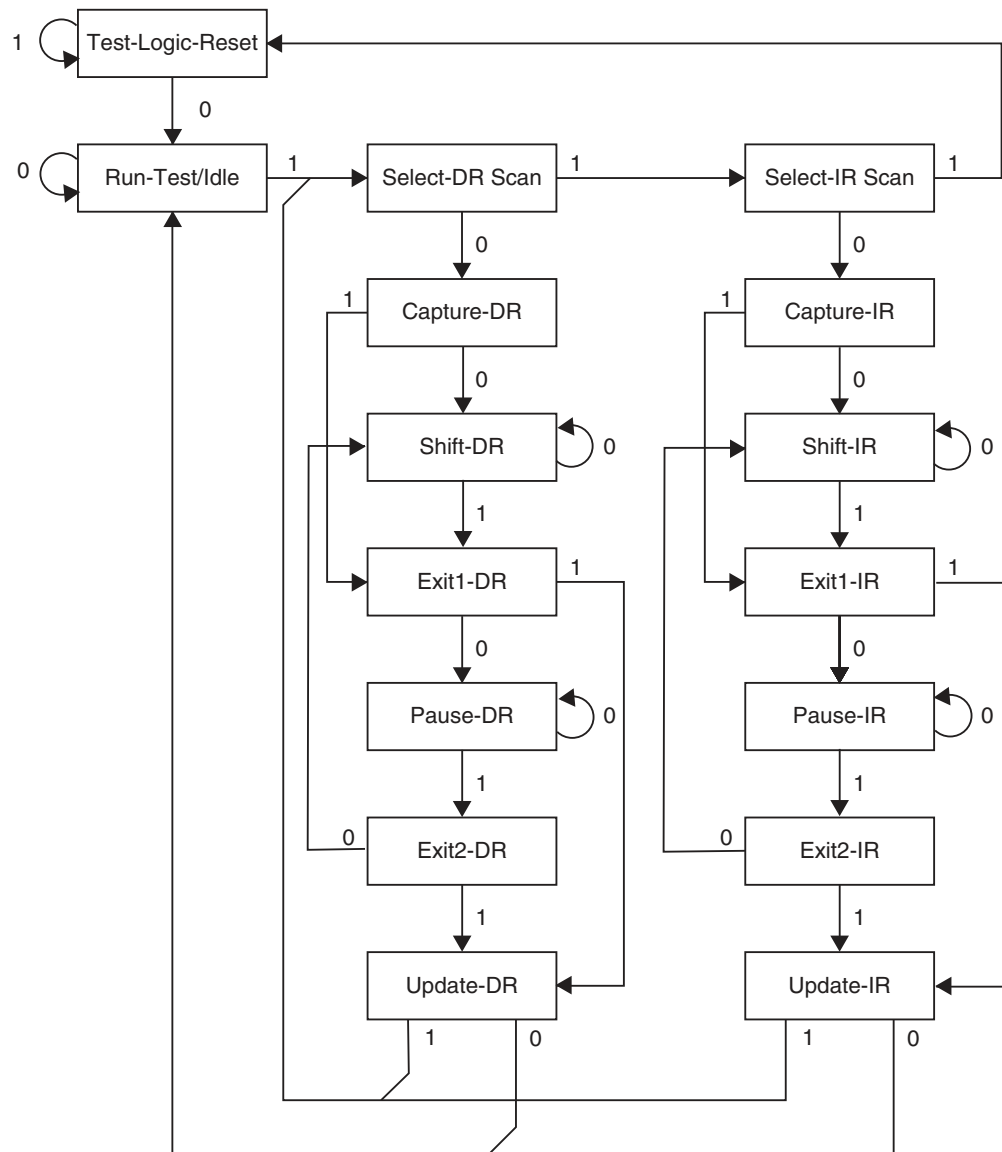 Test-Logic-Reset
1
0
Run-Test/Idle
0
1
Select-DR Scan
1
Select-IR Scan
1
0
0
1
Capture-DR
1
Capture-IR
0
0
Shift-DR
0
Shift-IR
0
1
1
Exit1-DR
1
Exit1-IR
1
0
0
Pause-DR
0
Pause-IR
0
1
1
0
Exit2-DR
0
Exit2-IR
1
1
Update-DR
Update-IR
1
0
1
0